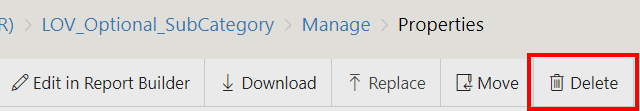 R) > LOV_Optional_SubCategory > Manage > Properties
Edit in Report Builder Download Replace Move Delete